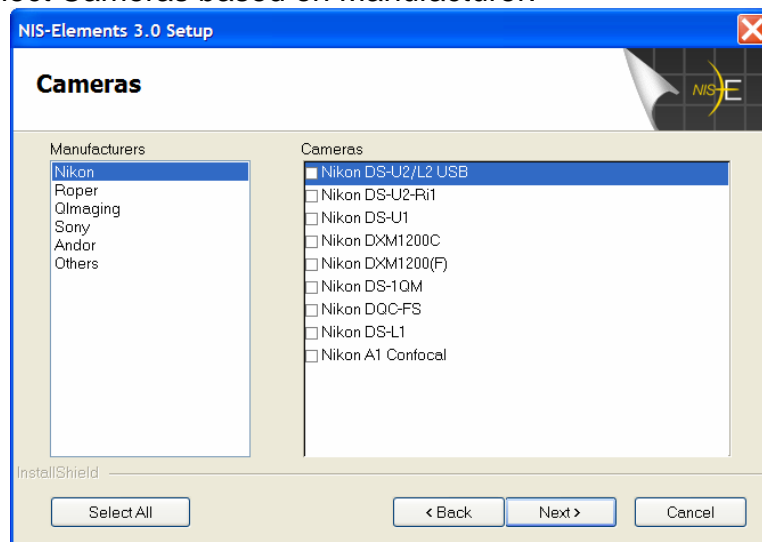 NIS-Elements 3.0 Setup
Cameras
NIS E
Manufacturers
Nikon
Roper
QImaging
Sony
Andor
Others
Cameras
Nikon DS-U2/L2 USB
Nikon DS-U2-Ri1
Nikon DS-U1
Nikon DXM1200C
Nikon DXM1200(F)
Nikon DS-1QM
Nikon DQC-FS
Nikon DS-L1
Nikon A1 Confocal
InstallShield
Select All
< Back
Next >
Cancel